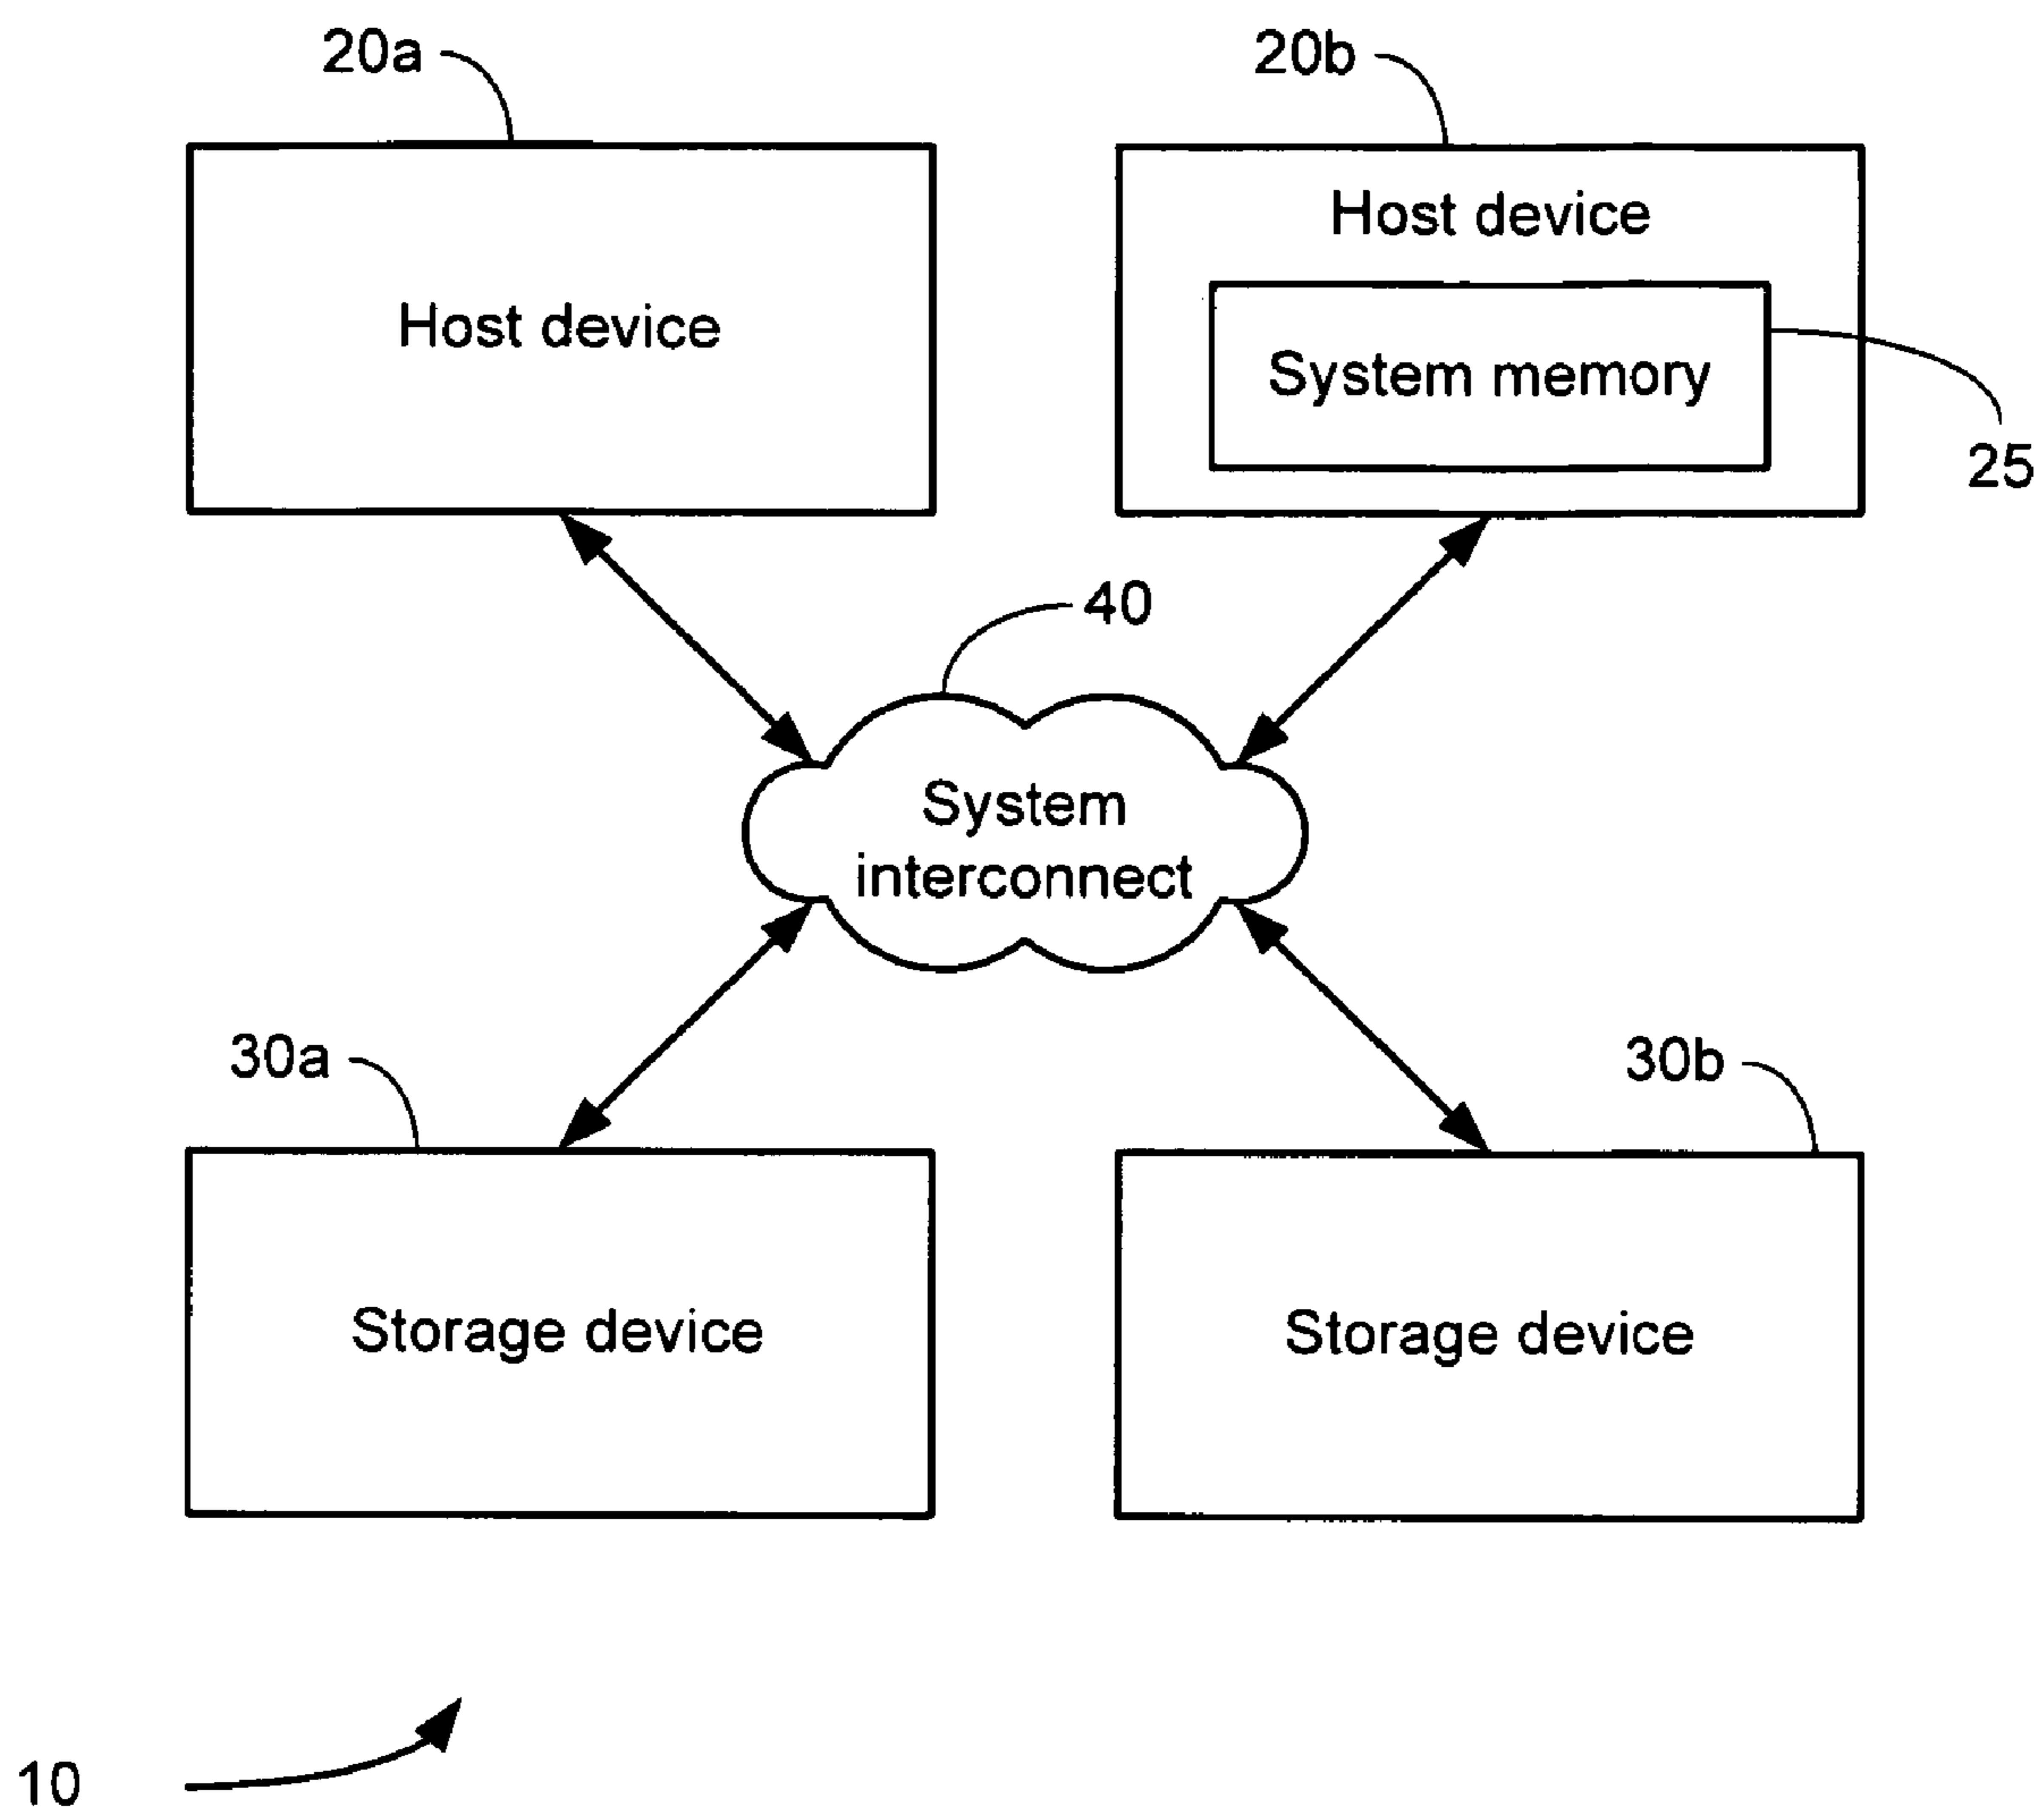 20a
20b
Host device
Host device
System memory
25
40
System
interconnect
30a
30b
Storage device
Storage device
10